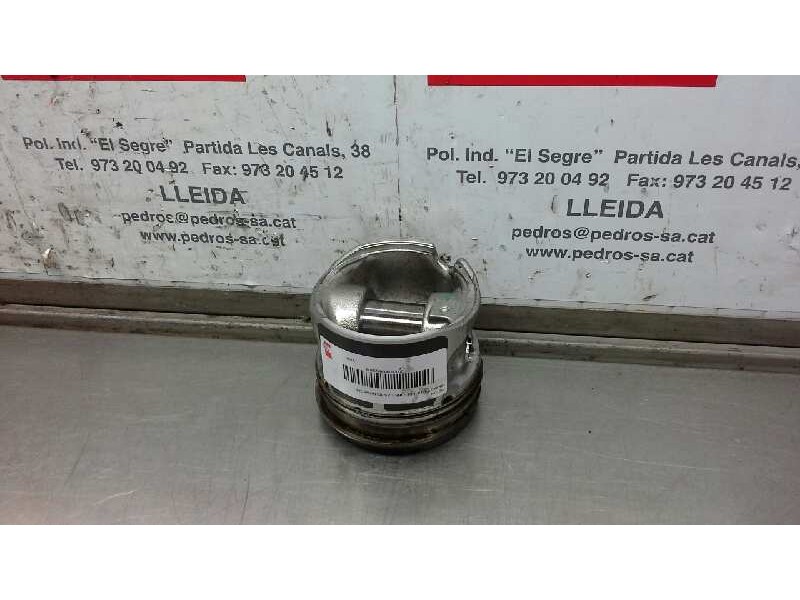 Pol. Ind. "El Segre" Partida Les Canals, 38
Tel. 973 20 04 92 Fax: 973 20 45 12
LLEIDA
pedros@pedros-sa.cat
www.pedros-sa.cat
Pol. Ind. "El Segre" Partida Les Canals,
Tel. 973 20 04 92 Fax: 973 20 45 12
LLEIDA
pedros@pedros-sa.cat
www.pedros-sa.cat